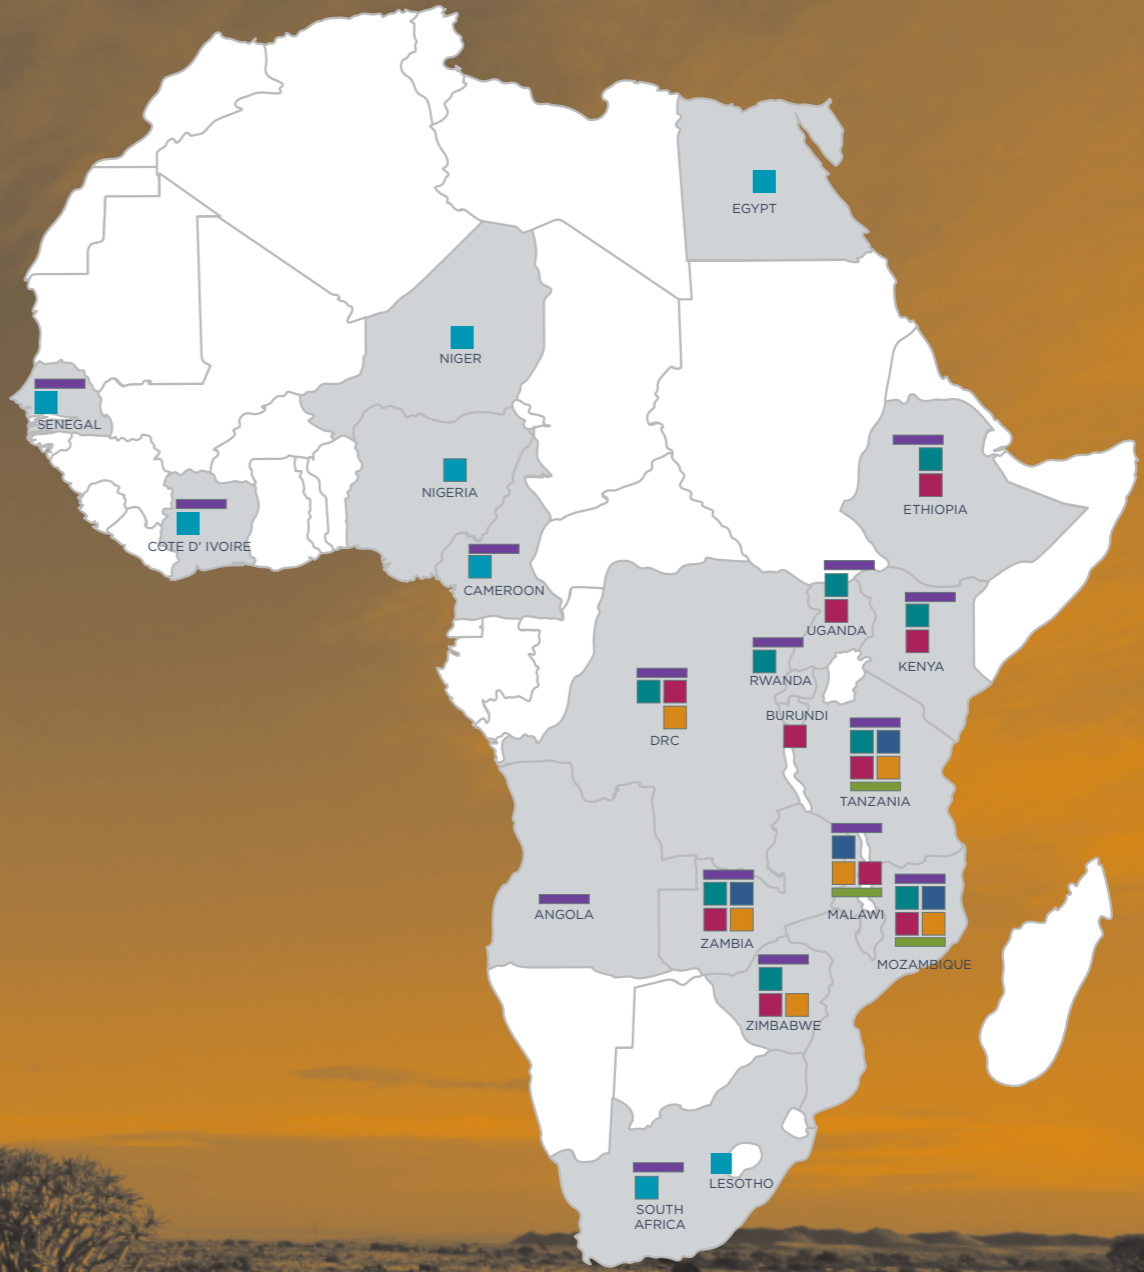 EGYPT
NIGER
SENEGAL
NIGERIA
ETHIOPIA
COTE D' IVOIRE
CAMEROON
UGANDA
KENYA
RWANDA
BURUNDI
DRC
TANZANIA
ANGOLA
MALAWI
ZAMBIA
MOZAMBIQUE
ZIMBABWE
LESOTHO
SOUTH
AFRICA